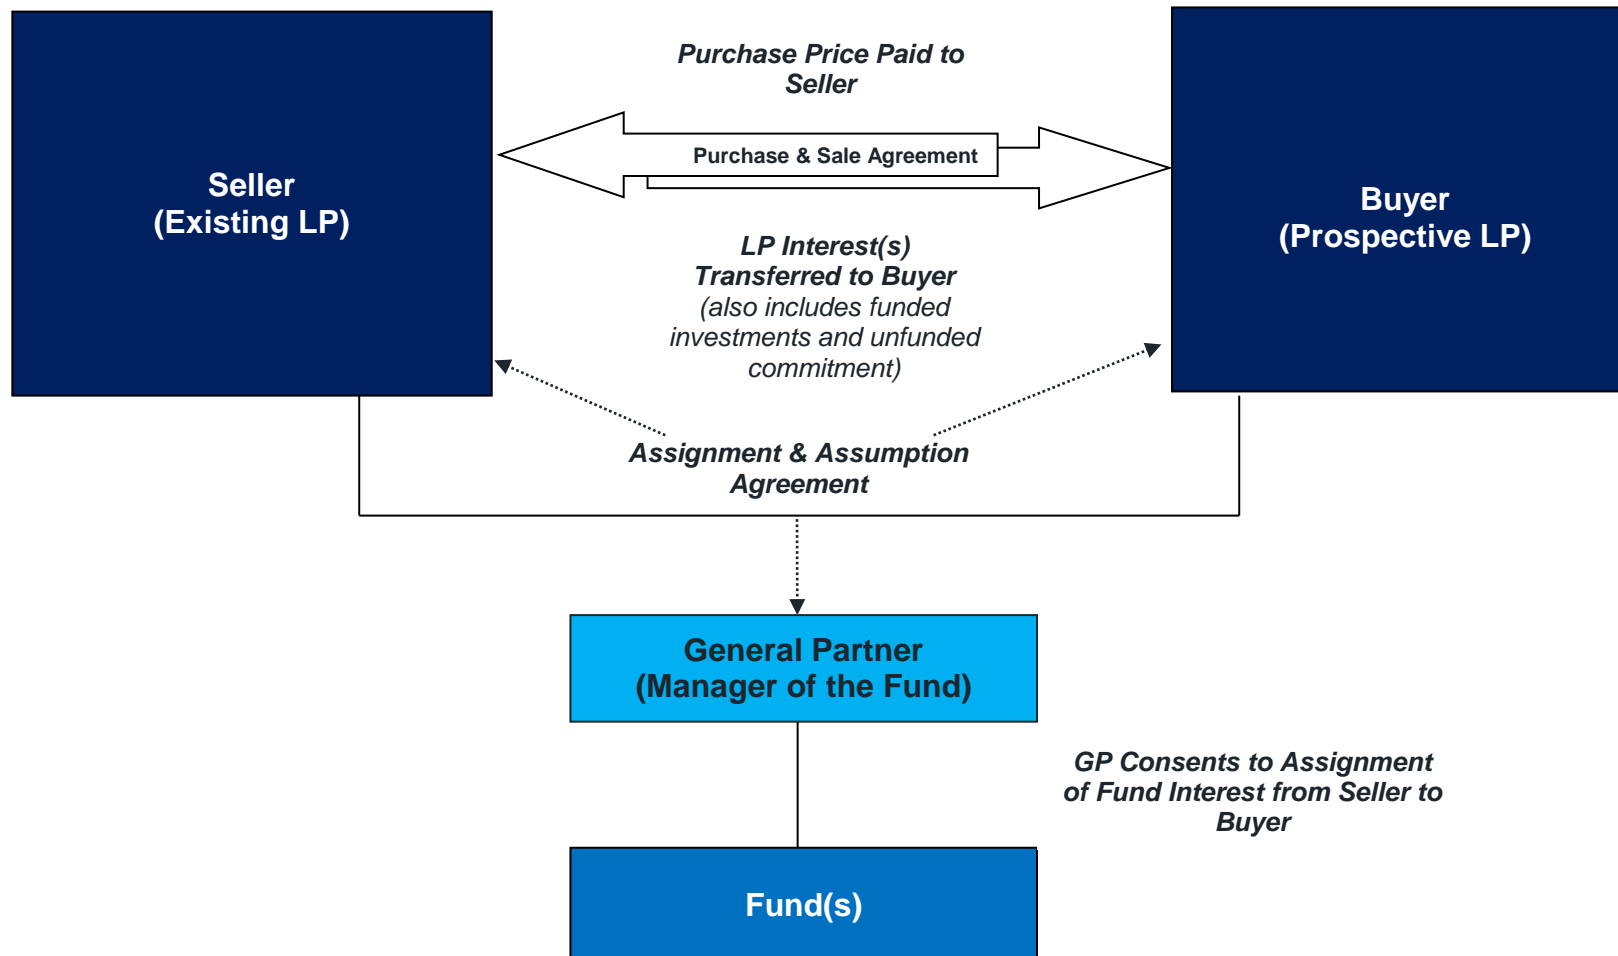 Purchase Price Paid to
Seller
Purchase & Sale Agreement
Seller
(Existing LP)
Buyer
(Prospective LP)
LP Interest(s)
Transferred to Buyer
(also includes funded
investments and unfunded
commitment)
Assignment & Assumption
Agreement
General Partner
(Manager of the Fund)
GP Consents to Assignment
of Fund Interest from Seller to
Buyer
Fund(s)